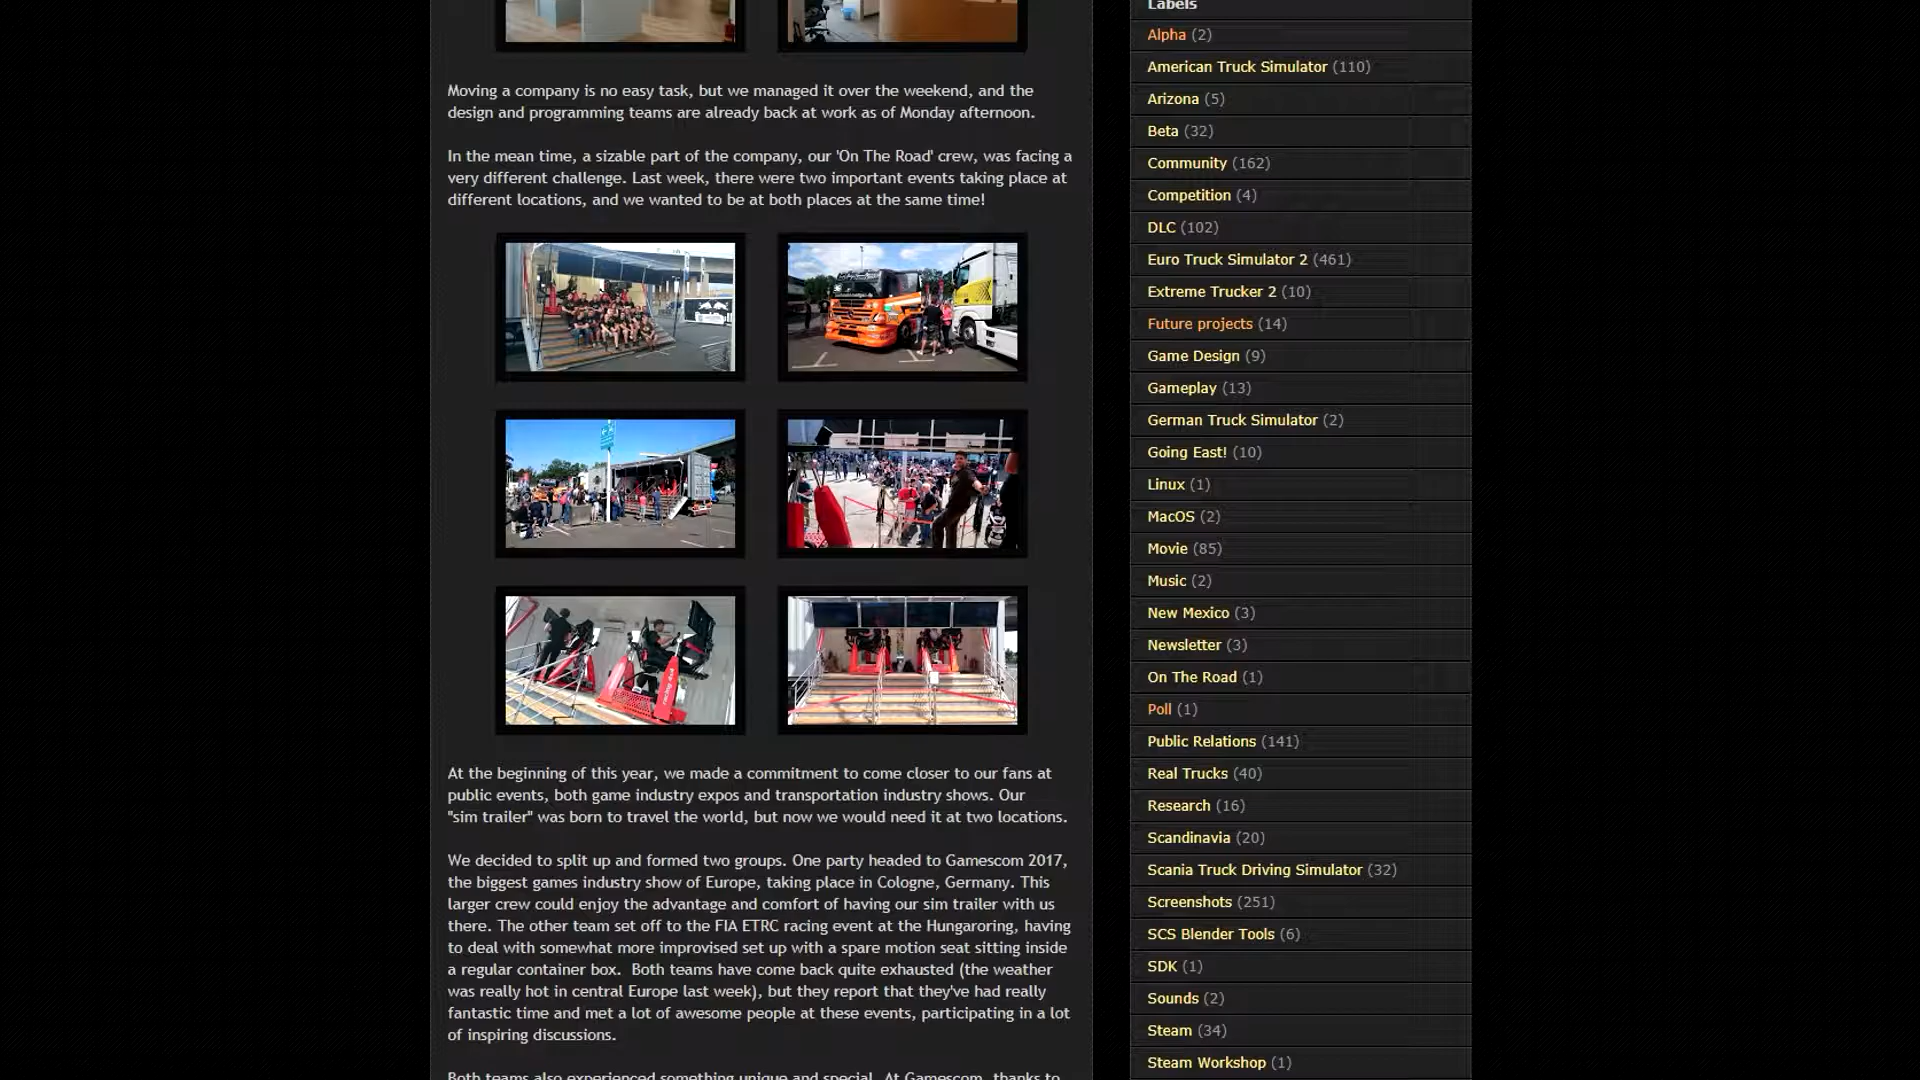 Labels
Alpha (2)
American Truck Simulator (110)
Arizona (5)
Beta (32)
Community (162)
Competition (4)
DLC (102)
Euro Truck Simulator 2 (461)
Extreme Trucker 2 (10)
Future projects (14)
Game Design (9)
Gameplay (13)
German Truck Simulator (2)
Going East! (10)
Linux (1)
MacOS (2)
Movie (85)
Music (2)
New Mexico (3)
Newsletter (3)
On The Road (1)
Poll (1)
Public Relations (141)
Real Trucks (40)
Research (16)
Scandinavia (20)
Scania Truck Driving Simulator (32)
Screenshots (251)
SCS Blender Tools (6)
SDK (1)
Sounds (2)
Steam (34)
Steam Workshop (1)
Moving a company is no easy task, but we managed it over the weekend, and the
design and programming teams are already back at work as of Monday afternoon.
In the mean time, a sizable part of the company, our 'On The Road' crew, was facing a
very different challenge. Last week, there were two important events taking place at
different locations, and we wanted to be at both places at the same time!
At the beginning of this year, we made a commitment to come closer to our fans at
public events, both game industry expos and transportation industry shows. Our
"sim trailer" was born to travel the world, but now we would need it at two locations.
We decided to split up and formed two groups. One party headed to Gamescom 2017,
the biggest games industry show of Europe, taking place in Cologne, Germany. This
larger crew could enjoy the advantage and comfort of having our sim trailer with us
there. The other team set off to the FIA ETRC racing event at the Hungaroring, having
to deal with somewhat more improvised set up with a spare motion seat sitting inside
a regular container box.  Both teams have come back quite exhausted (the weather
was really hot in central Europe last week), but they report that they've had really
fantastic time and met a lot of awesome people at these events, participating in a lot
of inspiring discussions.
Both teams also experienced something unique and special. At Gamescom, thanks to